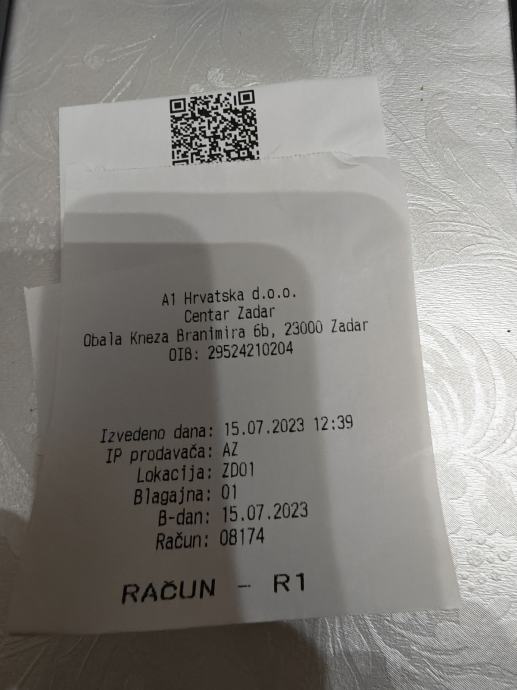 A1 Hrvatska d.o.o.
Centar Zadar
Obala Kneza Branimira 6b, 23000 Zadar
OIB: 29524210204
Izvedeno dana: 15.07.2023 12:39
IP prodavača: AZ
Lokacija: ZD01
Blagajna: 01
B-dan: 15.07.2023
Račun: 08174
RAČUN - R1